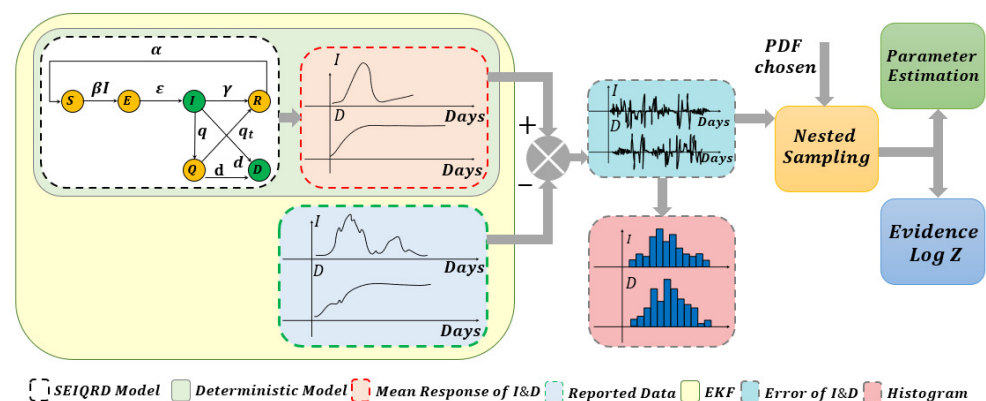 α
S
βI
E
ε
I
γ
R
q
q_t
Q
d
d
D
I
D
Days
Days
I
D
Days
Days
+
−
I
Days
D
Days
I
D
PDF
chosen
Nested
Sampling
Parameter
Estimation
Evidence
Log Z
SEIQRD Model
Deterministic Model
Mean Response of I&D
Reported Data
EKF
Error of I&D
Histogram